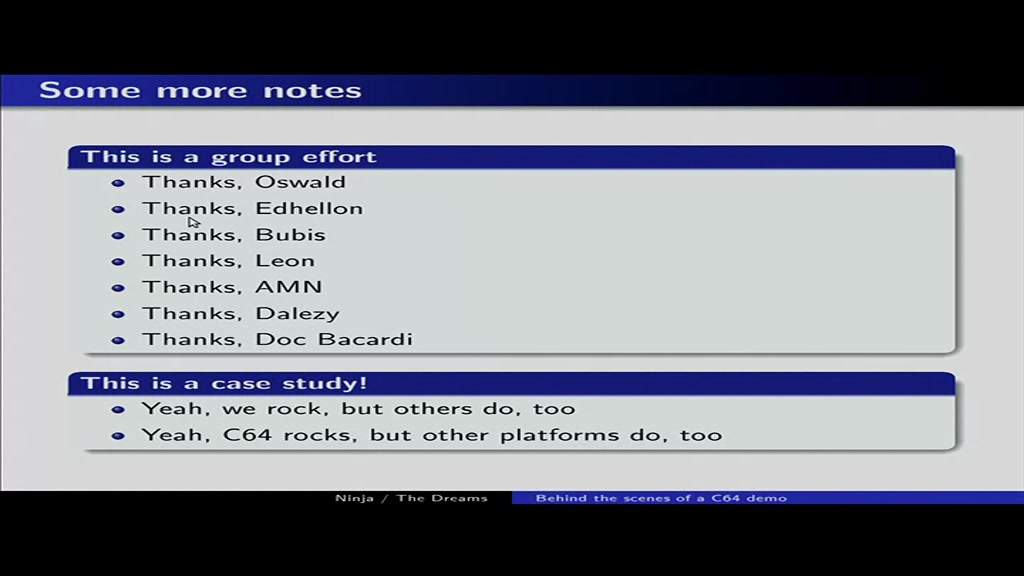 Some more notes
This is a group effort
Thanks, Oswald
Thanks, Edhellon
Thanks, Bubis
Thanks, Leon
Thanks, AMN
Thanks, Dalezy
Thanks, Doc Bacardi
This is a case study!
Yeah, we rock, but others do, too
Yeah, C64 rocks, but other platforms do, too
Ninja / The Dreams
Behind the scenes of a C64 demo